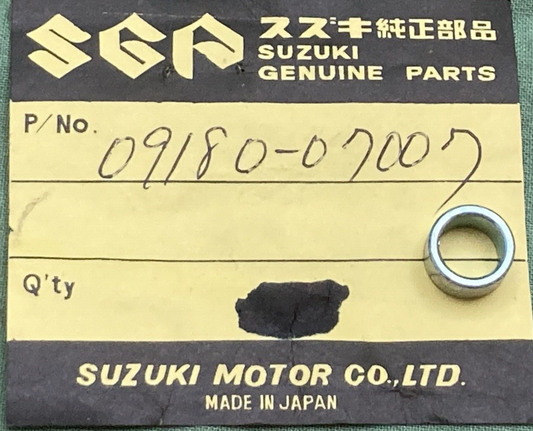 SGP
スズキ純正部品
SUZUKI
GENUINE PARTS
P/No. 09180-07007
Q'ty
SUZUKI MOTOR CO.,LTD.
MADE IN JAPAN